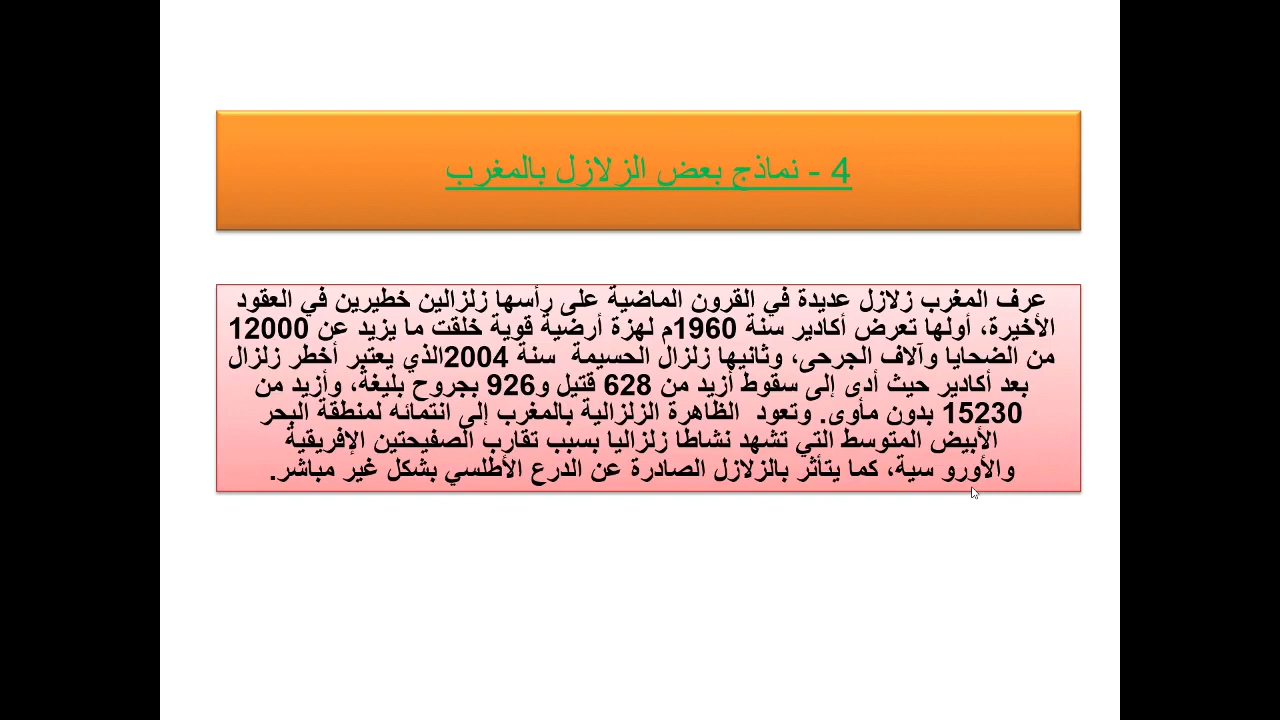 4 - نماذج بعض الزلازل بالمغرب
عرف المغرب زلازل عديدة في القرون الماضية على رأسها زلزالين خطيرين في العقود
الأخيرة، أولها تعرض أكادير سنة 1960م لهزة أرضية قوية خلقت ما يزيد عن 12000
من الضحايا وآلاف الجرحى، وثانيها زلزال الحسيمة سنة 2004الذي يعتبر أخطر زلزال
بعد أكادير حيث أدى إلى سقوط أزيد من 628 قتيل و926 بجروح بليغة، وأزيد من
15230 بدون مأوى. وتعود الظاهرة الزلزالية بالمغرب إلى انتمائه لمنطقة البحر
الأبيض المتوسط التي تشهد نشاطا زلزاليا بسبب تقارب الصفيحتين الإفريقية
والأورو سية، كما يتأثر بالزلازل الصادرة عن الدرع الأطلسي بشكل غير مباشر.